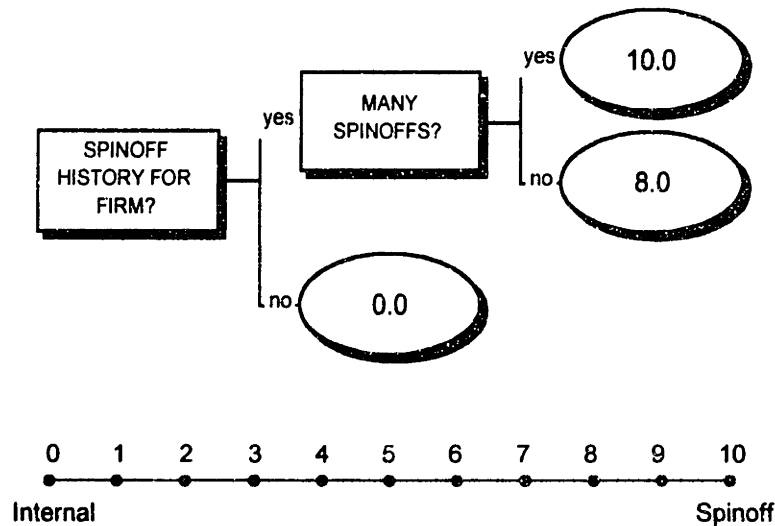 yes
10.0
MANY
SPINOFFS?
yes
SPINOFF
HISTORY FOR
FIRM?
no
8.0
no
0.0
0 1 2 3 4 5 6 7 8 9 10
Internal
Spinoff